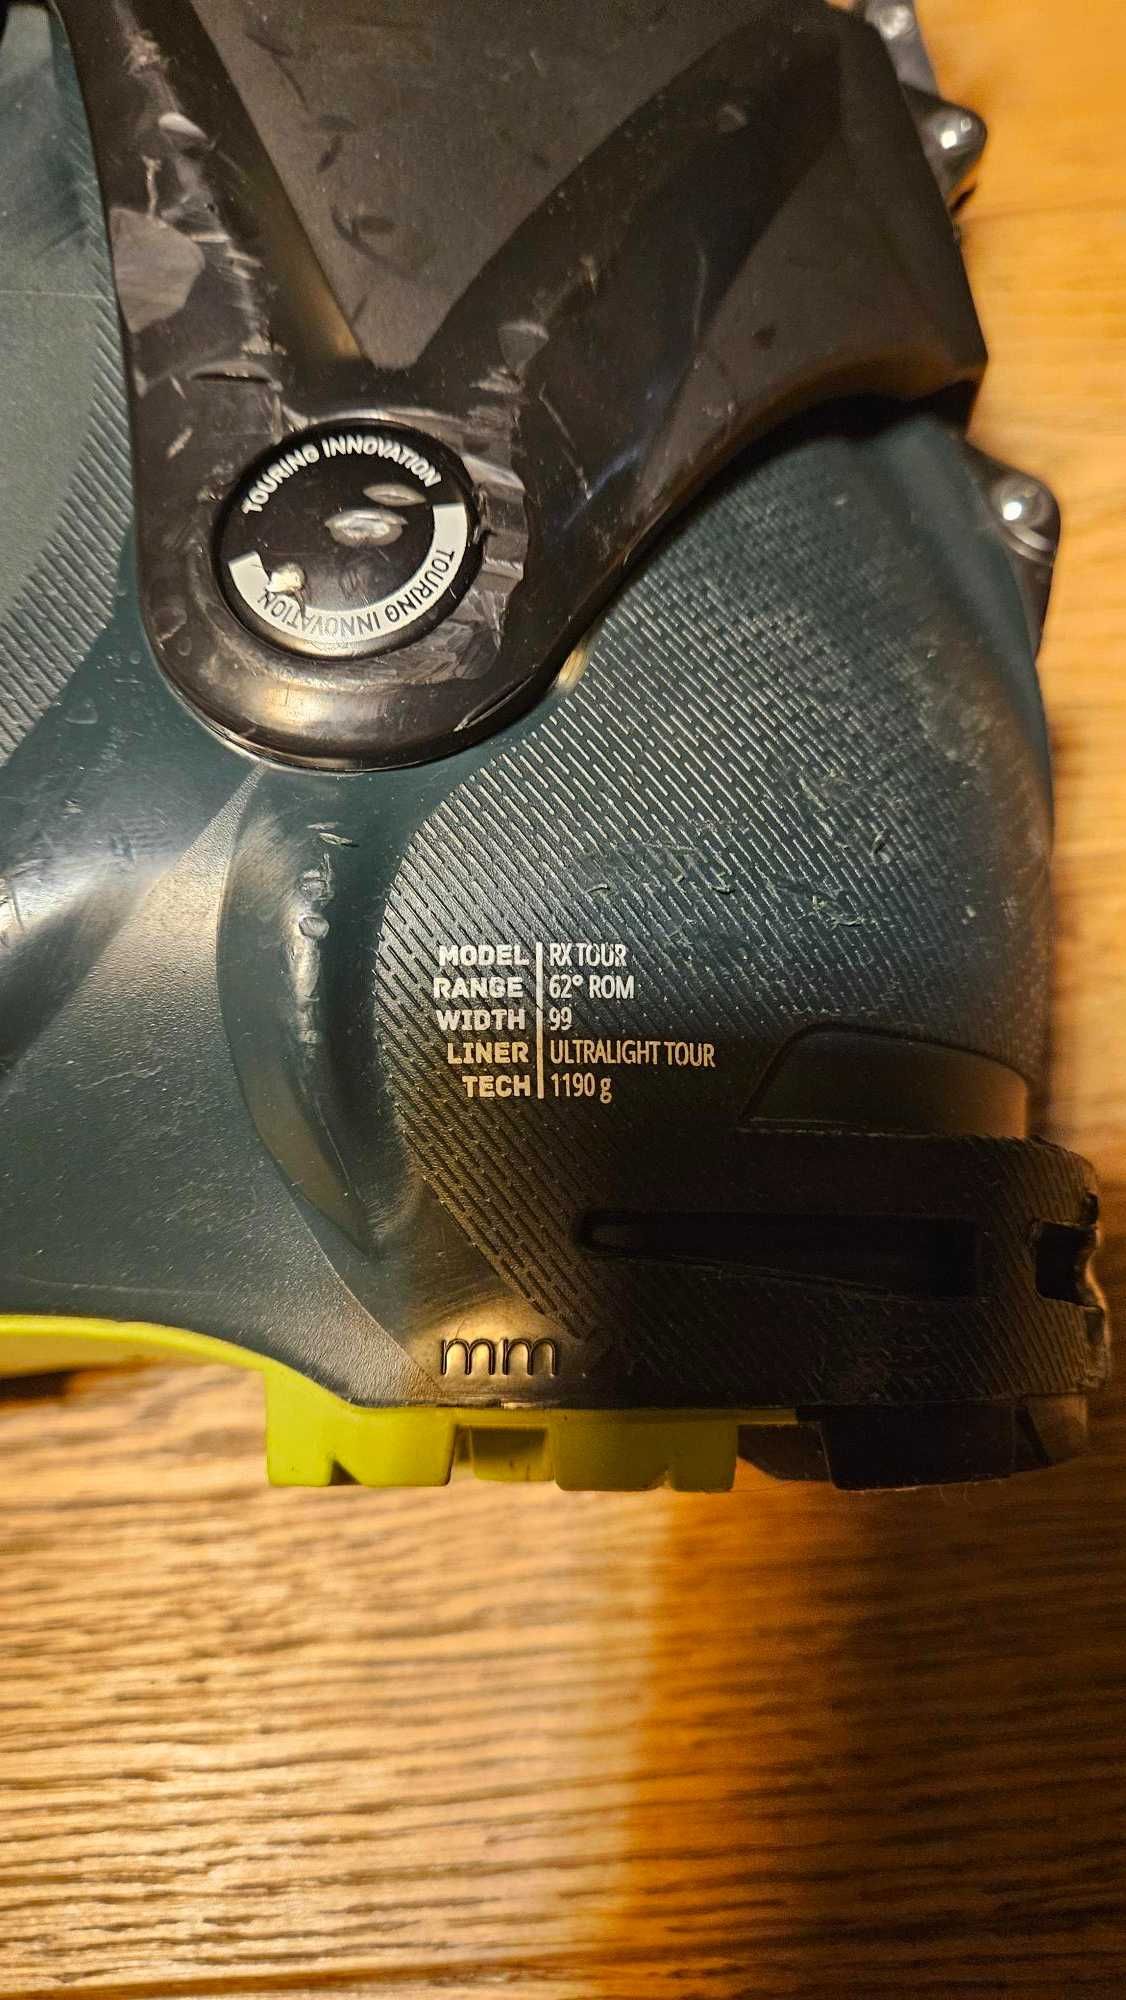 TOURING INNOVATION
TOURING INNOVATION
MODEL RX TOUR
RANGE 62° ROM
WIDTH 99
LINER ULTRALIGHT TOUR
TECH 1190 g
mm